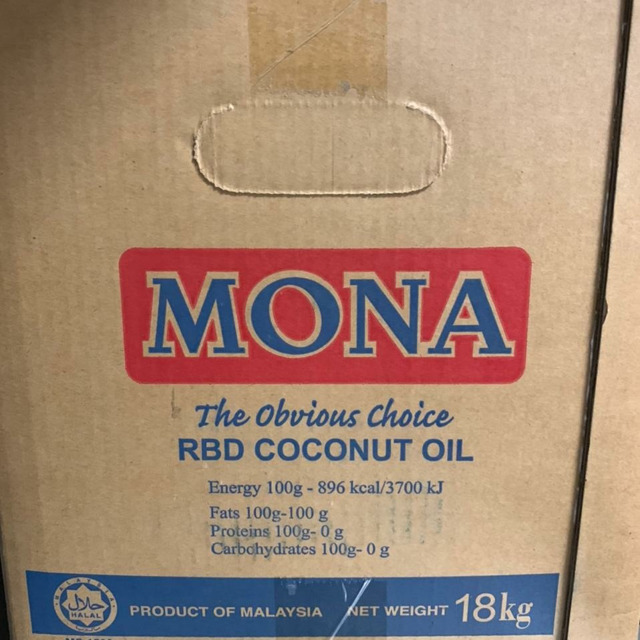 MONA
The Obvious Choice
RBD COCONUT OIL
Energy 100g - 896 kcal/3700 kJ
Fats 100g-100 g
Proteins 100g- 0 g
Carbohydrates 100g- 0 g
حلال
HALAL
PRODUCT OF MALAYSIA NET WEIGHT 18kg